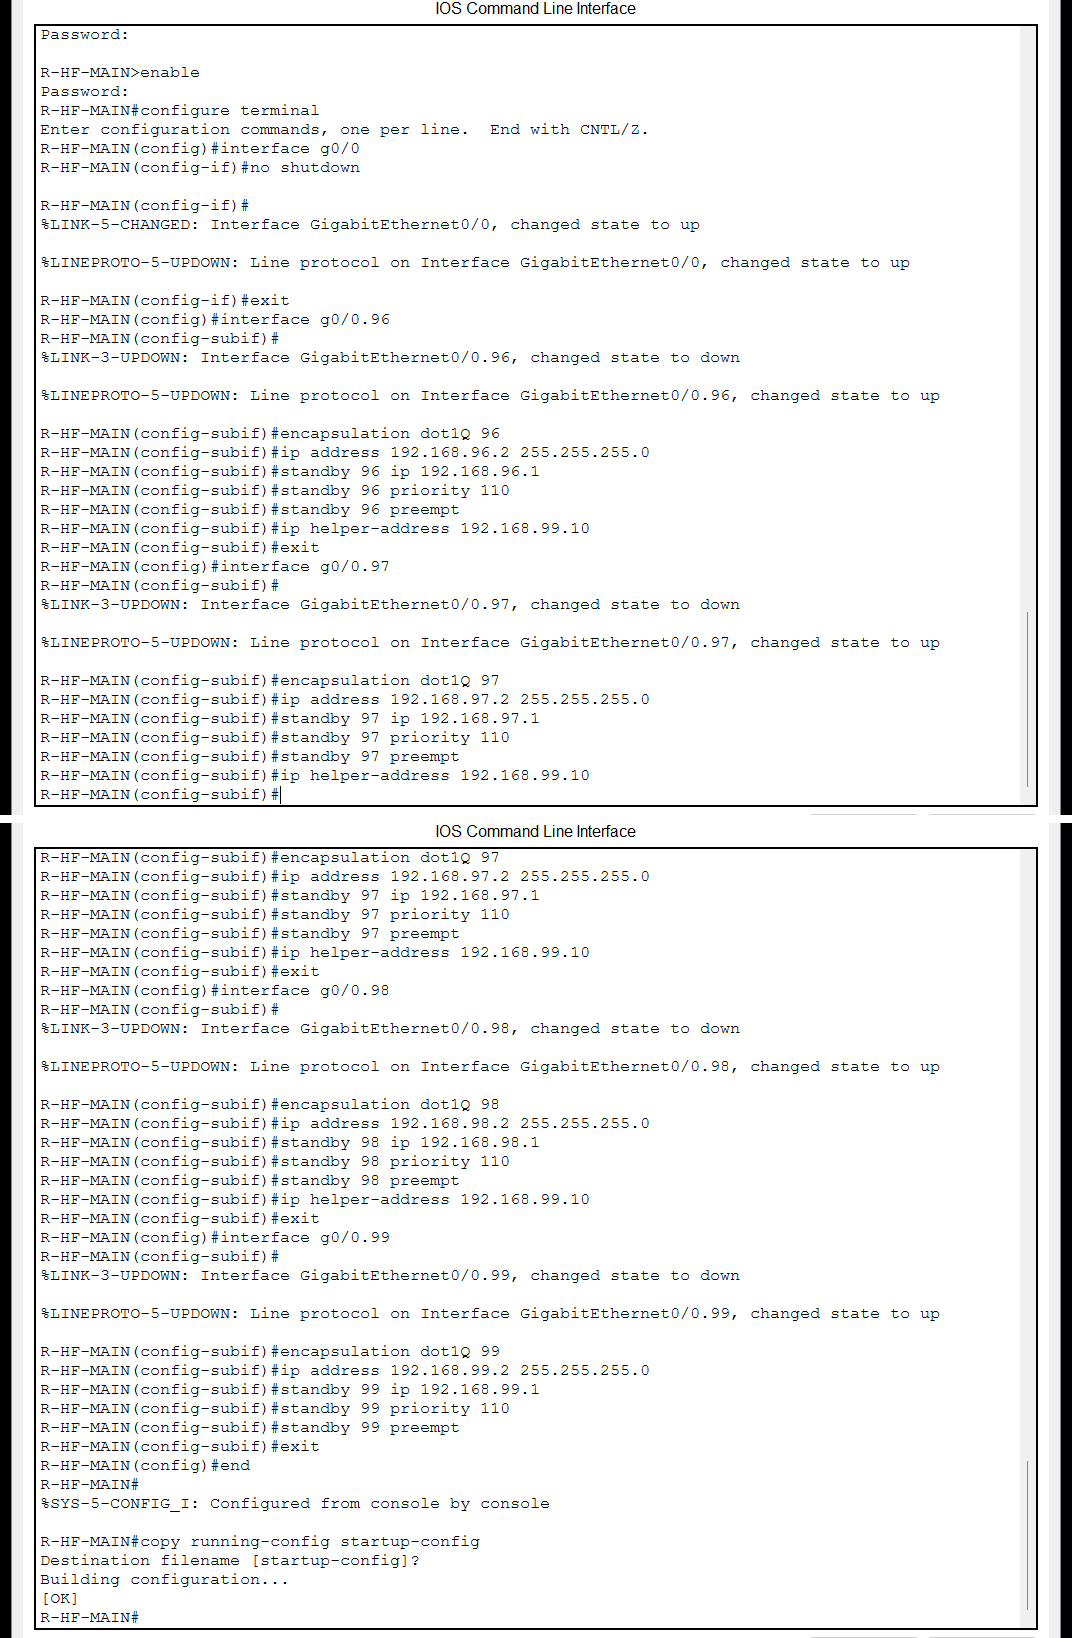 IOS Command Line Interface
Password:
R-HF-MAIN>enable
Password:
R-HF-MAIN#configure terminal
Enter configuration commands, one per line.  End with CNTL/Z.
R-HF-MAIN(config)#interface g0/0
R-HF-MAIN(config-if)#no shutdown
R-HF-MAIN(config-if)#
%LINK-5-CHANGED: Interface GigabitEthernet0/0, changed state to up
%LINEPROTO-5-UPDOWN: Line protocol on Interface GigabitEthernet0/0, changed state to up
R-HF-MAIN(config-if)#exit
R-HF-MAIN(config)#interface g0/0.96
R-HF-MAIN(config-subif)#
%LINK-3-UPDOWN: Interface GigabitEthernet0/0.96, changed state to down
%LINEPROTO-5-UPDOWN: Line protocol on Interface GigabitEthernet0/0.96, changed state to up
R-HF-MAIN(config-subif)#encapsulation dot1Q 96
R-HF-MAIN(config-subif)#ip address 192.168.96.2 255.255.255.0
R-HF-MAIN(config-subif)#standby 96 ip 192.168.96.1
R-HF-MAIN(config-subif)#standby 96 priority 110
R-HF-MAIN(config-subif)#standby 96 preempt
R-HF-MAIN(config-subif)#ip helper-address 192.168.99.10
R-HF-MAIN(config-subif)#exit
R-HF-MAIN(config)#interface g0/0.97
R-HF-MAIN(config-subif)#
%LINK-3-UPDOWN: Interface GigabitEthernet0/0.97, changed state to down
%LINEPROTO-5-UPDOWN: Line protocol on Interface GigabitEthernet0/0.97, changed state to up
R-HF-MAIN(config-subif)#encapsulation dot1Q 97
R-HF-MAIN(config-subif)#ip address 192.168.97.2 255.255.255.0
R-HF-MAIN(config-subif)#standby 97 ip 192.168.97.1
R-HF-MAIN(config-subif)#standby 97 priority 110
R-HF-MAIN(config-subif)#standby 97 preempt
R-HF-MAIN(config-subif)#ip helper-address 192.168.99.10
R-HF-MAIN(config-subif)#
IOS Command Line Interface
R-HF-MAIN(config-subif)#encapsulation dot1Q 97
R-HF-MAIN(config-subif)#ip address 192.168.97.2 255.255.255.0
R-HF-MAIN(config-subif)#standby 97 ip 192.168.97.1
R-HF-MAIN(config-subif)#standby 97 priority 110
R-HF-MAIN(config-subif)#standby 97 preempt
R-HF-MAIN(config-subif)#ip helper-address 192.168.99.10
R-HF-MAIN(config-subif)#exit
R-HF-MAIN(config)#interface g0/0.98
R-HF-MAIN(config-subif)#
%LINK-3-UPDOWN: Interface GigabitEthernet0/0.98, changed state to down
%LINEPROTO-5-UPDOWN: Line protocol on Interface GigabitEthernet0/0.98, changed state to up
R-HF-MAIN(config-subif)#encapsulation dot1Q 98
R-HF-MAIN(config-subif)#ip address 192.168.98.2 255.255.255.0
R-HF-MAIN(config-subif)#standby 98 ip 192.168.98.1
R-HF-MAIN(config-subif)#standby 98 priority 110
R-HF-MAIN(config-subif)#standby 98 preempt
R-HF-MAIN(config-subif)#ip helper-address 192.168.99.10
R-HF-MAIN(config-subif)#exit
R-HF-MAIN(config)#interface g0/0.99
R-HF-MAIN(config-subif)#
%LINK-3-UPDOWN: Interface GigabitEthernet0/0.99, changed state to down
%LINEPROTO-5-UPDOWN: Line protocol on Interface GigabitEthernet0/0.99, changed state to up
R-HF-MAIN(config-subif)#encapsulation dot1Q 99
R-HF-MAIN(config-subif)#ip address 192.168.99.2 255.255.255.0
R-HF-MAIN(config-subif)#standby 99 ip 192.168.99.1
R-HF-MAIN(config-subif)#standby 99 priority 110
R-HF-MAIN(config-subif)#standby 99 preempt
R-HF-MAIN(config-subif)#exit
R-HF-MAIN(config)#end
R-HF-MAIN#
%SYS-5-CONFIG_I: Configured from console by console
R-HF-MAIN#copy running-config startup-config
Destination filename [startup-config]?
Building configuration...
[OK]
R-HF-MAIN#